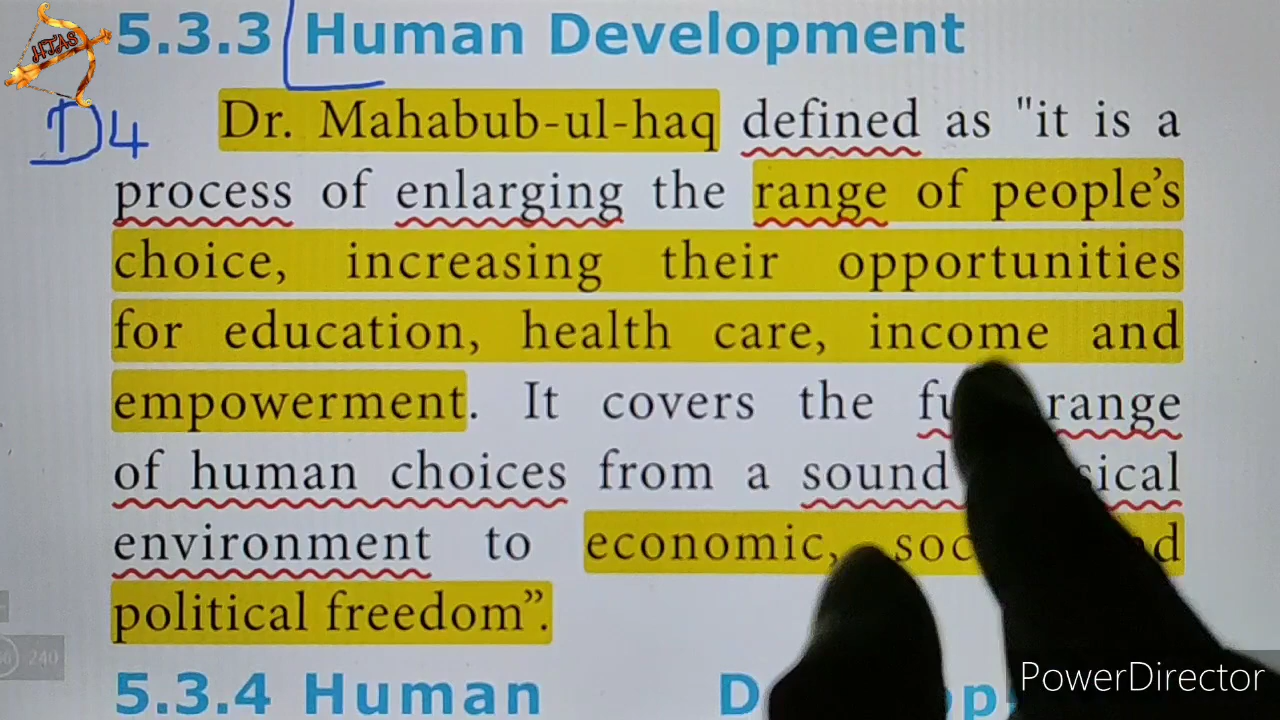 HTAS
5.3.3 Human Development
D4
Dr. Mahabub-ul-haq defined as "it is a
process of enlarging the range of people's
choice, increasing their opportunities
for education, health care, income and
empowerment. It covers the range
of human choices from a sound
environment to economic,
political freedom”.
240
5.3.4 Human
PowerDirector